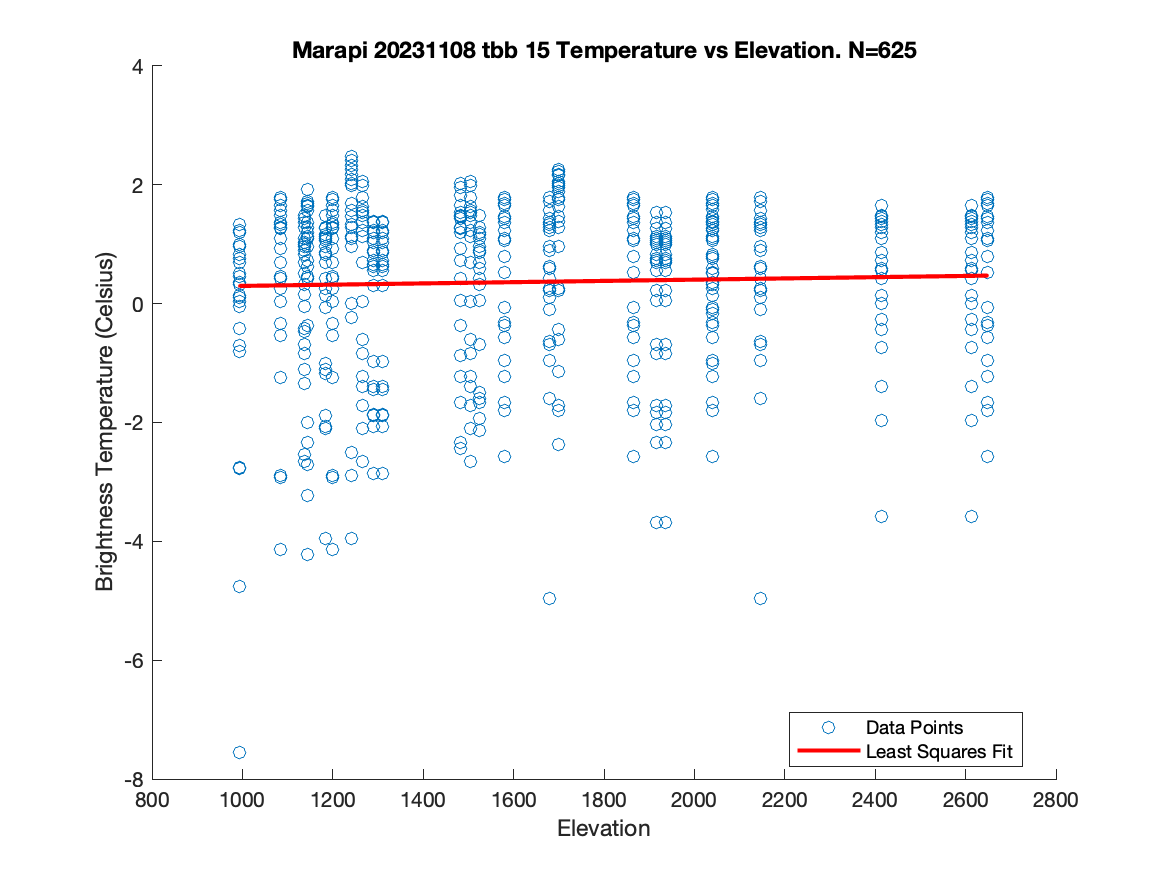 Marapi 20231108 tbb 15 Temperature vs Elevation. N=625
4
2
0
-2
-4
-6
-8
Brightness Temperature (Celsius)
Data Points
Least Squares Fit
800 1000 1200 1400 1600 1800 2000 2200 2400 2600 2800
Elevation